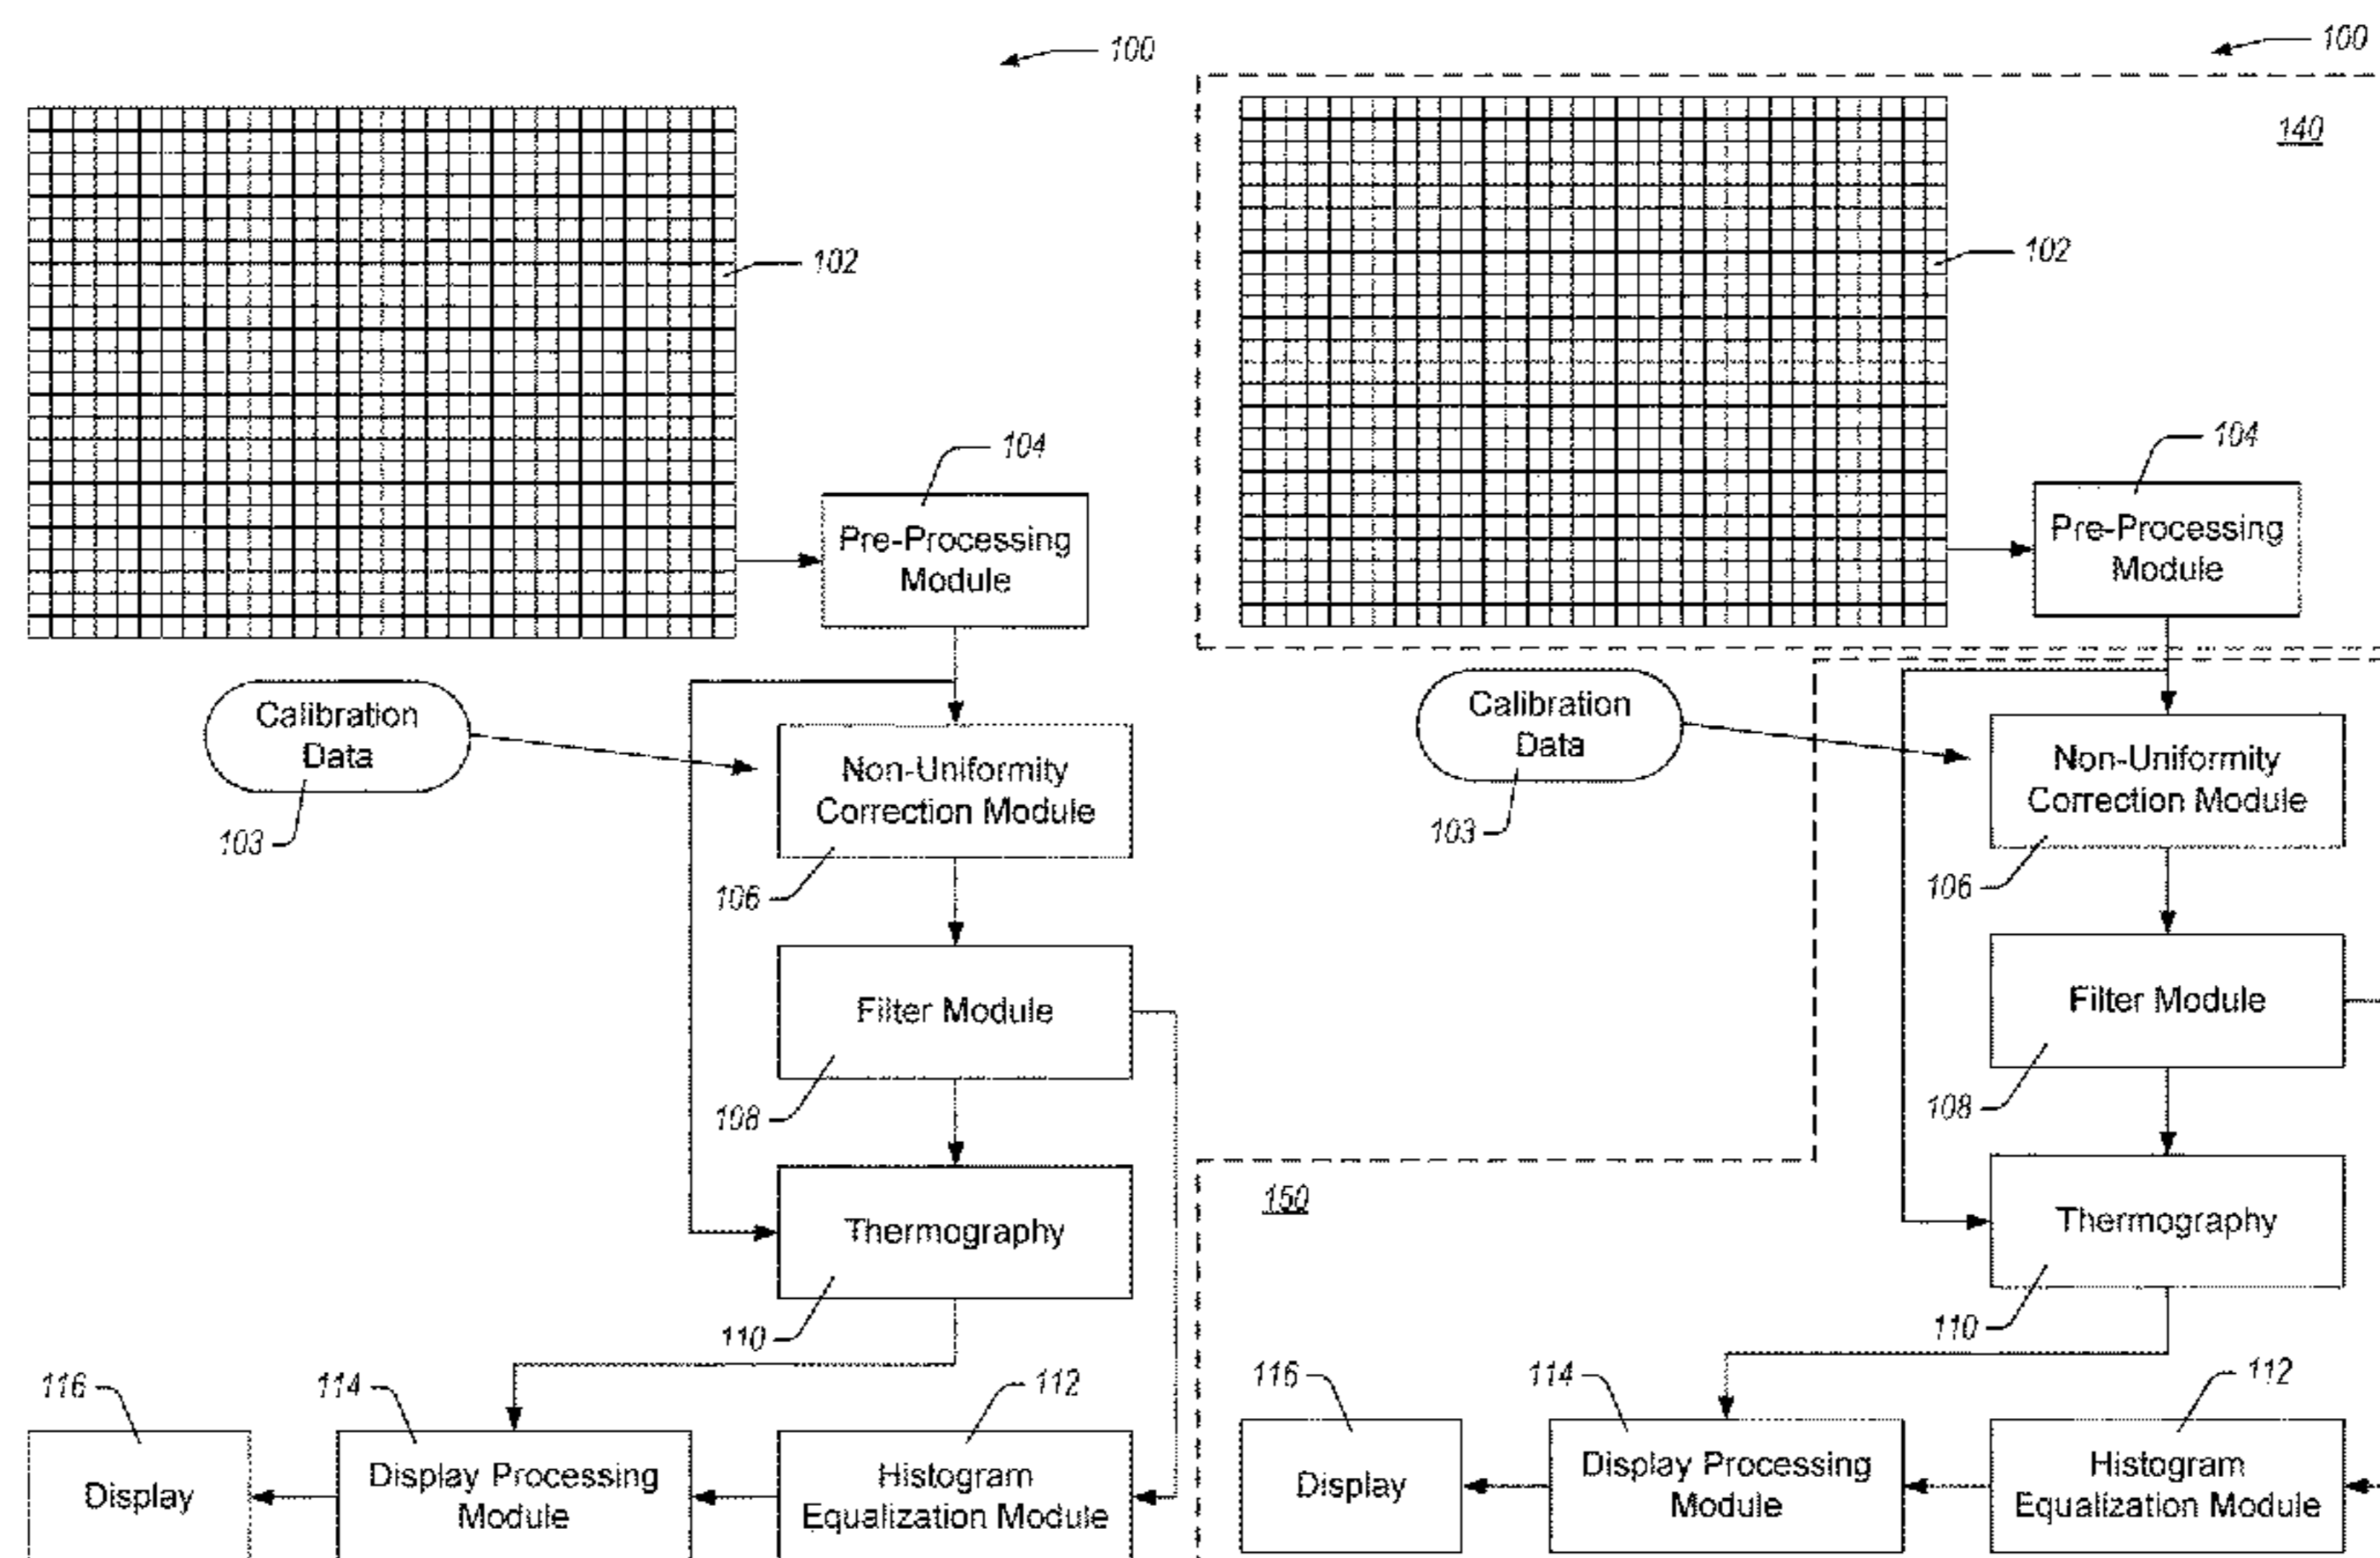 100
102
104
Pre-Processing
Module
Calibration
Data
103
Non-Uniformity
Correction Module
106
Filter Module
108
Thermography
110
116
114
112
Display
Display Processing
Module
Histogram
Equalization Module
100
140
102
104
Pre-Processing
Module
Calibration
Data
103
Non-Uniformity
Correction Module
106
Filter Module
108
150
Thermography
110
116
114
112
Display
Display Processing
Module
Histogram
Equalization Module